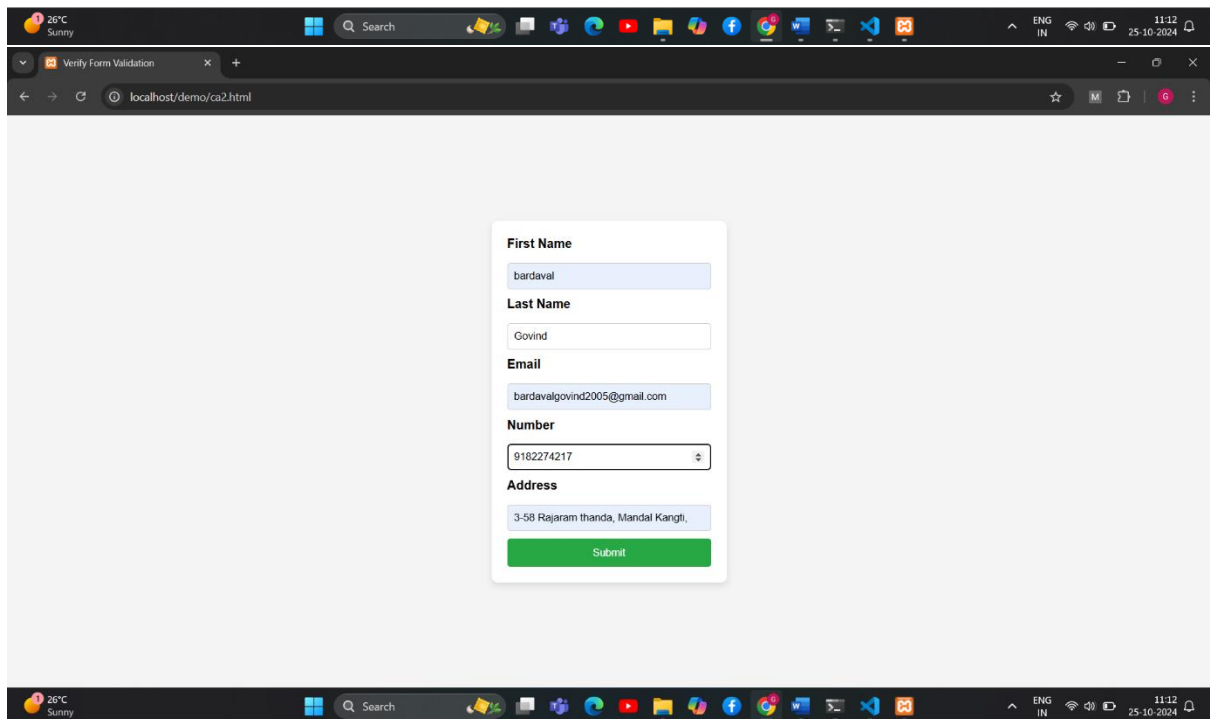 1 26°C
Sunny
Search
ENG
IN
11:12
25-10-2024
Verify Form Validation
localhost/demo/ca2.html
M
G
First Name
bardaval
Last Name
Govind
Email
bardavalgovind2005@gmail.com
Number
9182274217
Address
3-58 Rajaram thanda, Mandal Kangti,
Submit
1 26°C
Sunny
Search
ENG
IN
11:12
25-10-2024